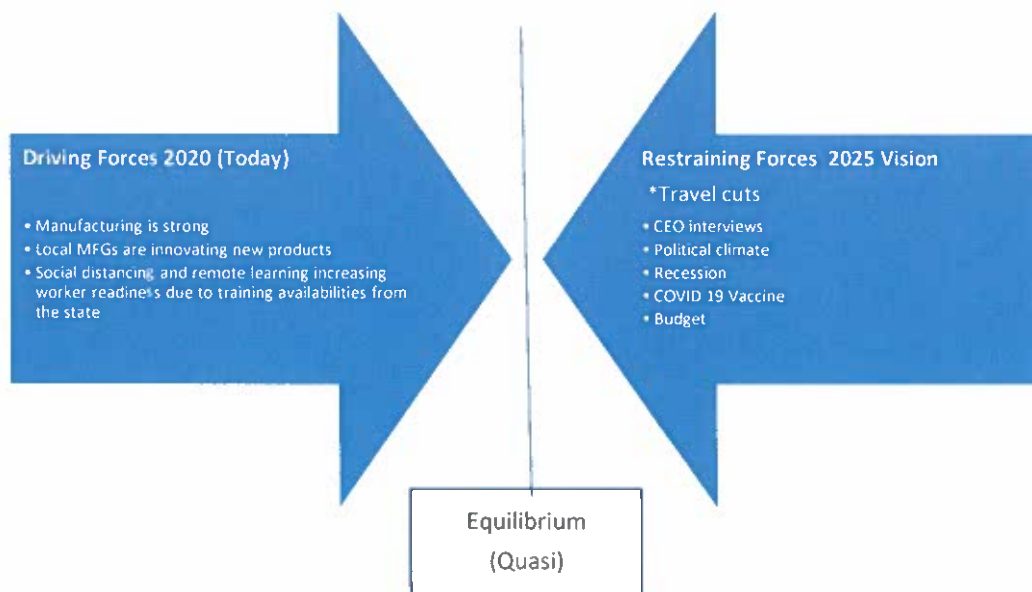 Driving Forces 2020 (Today)
• Manufacturing is strong
• Local MFGs are innovating new products
• Social distancing and remote learning increasing
worker readiness due to training availabilities from
the state
Restraining Forces 2025 Vision
*Travel cuts
• CEO interviews
• Political climate
• Recession
• COVID 19 Vaccine
• Budget
Equilibrium
(Quasi)